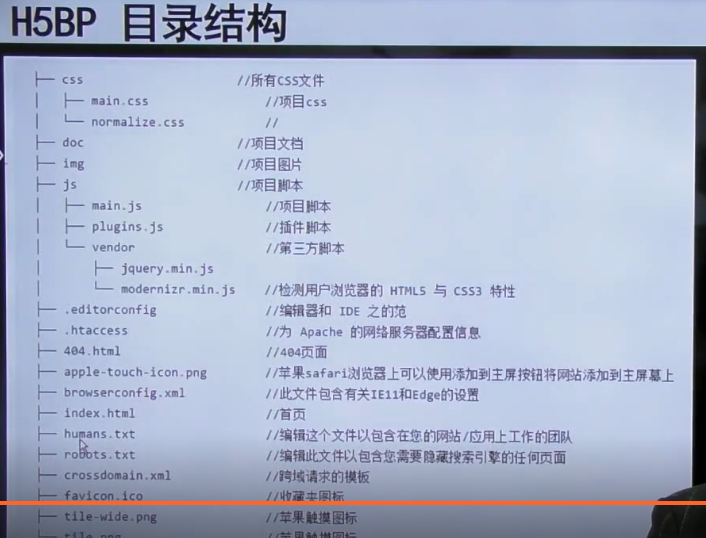 H5BP 目录结构
├── css //所有CSS文件
│ ├── main.css //项目css
│ └── normalize.css //
├── doc //项目文档
├── img //项目图片
├── js //项目脚本
│ ├── main.js //项目脚本
│ ├── plugins.js //插件脚本
│ └── vendor //第三方脚本
│ ├── jquery.min.js
│ └── modernizr.min.js //检测用户浏览器的 HTML5 与 CSS3 特性
├── .editorconfig //编辑器和 IDE 之的范
├── .htaccess //为 Apache 的网络服务器配置信息
├── 404.html //404页面
├── apple-touch-icon.png //苹果safari浏览器上可以使用添加到主屏按钮将网站添加到主屏幕上
├── browserconfig.xml //此文件包含有关IE11和Edge的设置
├── index.html //首页
├── humans.txt //编辑这个文件以包含在您的网站/应用上工作的团队
├── robots.txt //编辑此文件以包含您需要隐藏搜索引擎的任何页面
├── crossdomain.xml //跨域请求的模板
├── favicon.ico //收藏夹图标
├── tile-wide.png //苹果触摸图标
├── tile.png //苹果触摸图标